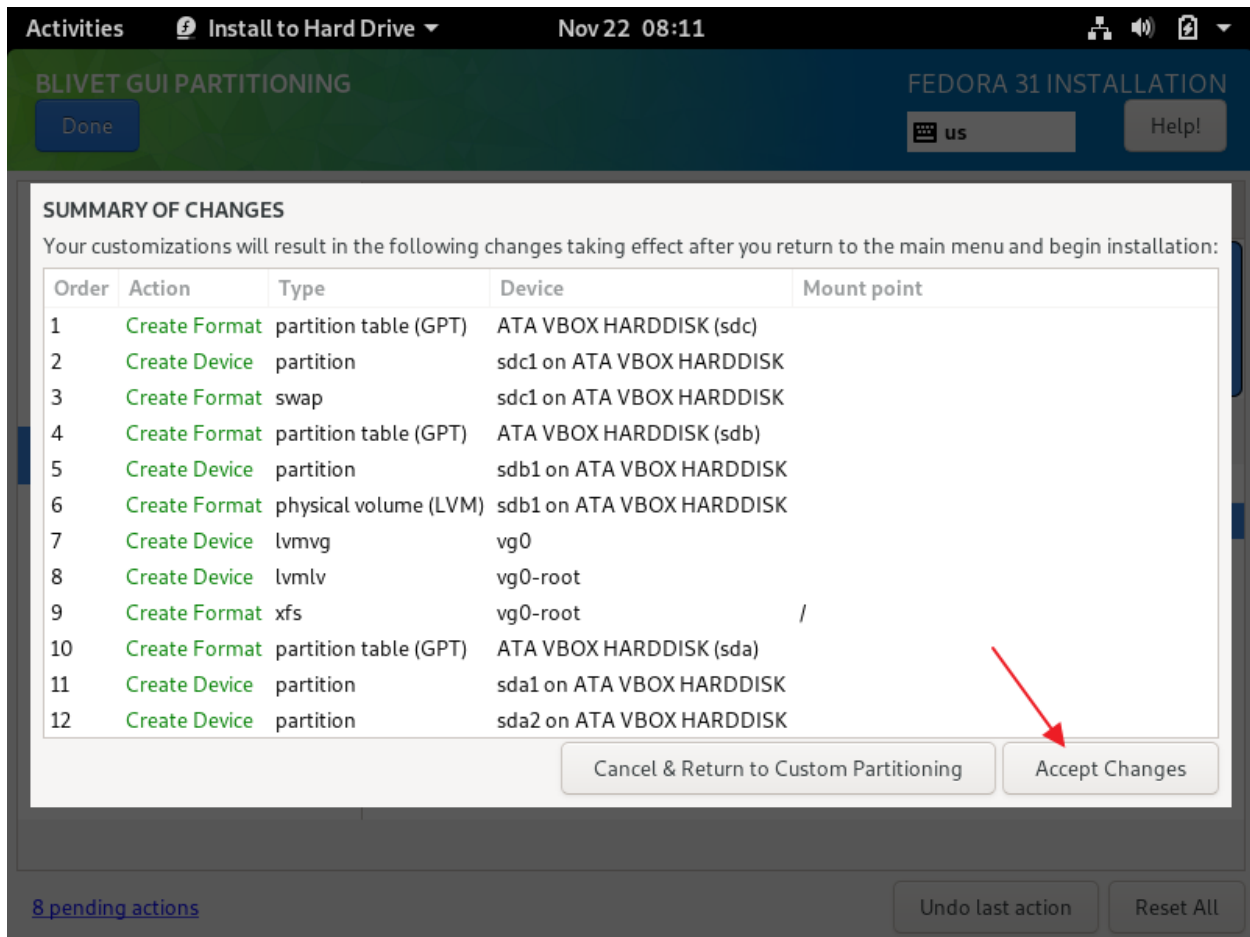 Activities Install to Hard Drive Nov 22 08:11
BLIVET GUI PARTITIONING FEDORA 31 INSTALLATION
Done us Help!
SUMMARY OF CHANGES
Your customizations will result in the following changes taking effect after you return to the main menu and begin installation:
Order Action Type Device Mount point
1 Create Format partition table (GPT) ATA VBOX HARDDISK (sdc)
2 Create Device partition sdc1 on ATA VBOX HARDDISK
3 Create Format swap sdc1 on ATA VBOX HARDDISK
4 Create Format partition table (GPT) ATA VBOX HARDDISK (sdb)
5 Create Device partition sdb1 on ATA VBOX HARDDISK
6 Create Format physical volume (LVM) sdb1 on ATA VBOX HARDDISK
7 Create Device lvmvg vg0
8 Create Device lvmlv vg0-root
9 Create Format xfs vg0-root /
10 Create Format partition table (GPT) ATA VBOX HARDDISK (sda)
11 Create Device partition sda1 on ATA VBOX HARDDISK
12 Create Device partition sda2 on ATA VBOX HARDDISK
Cancel & Return to Custom Partitioning Accept Changes
8 pending actions Undo last action Reset All